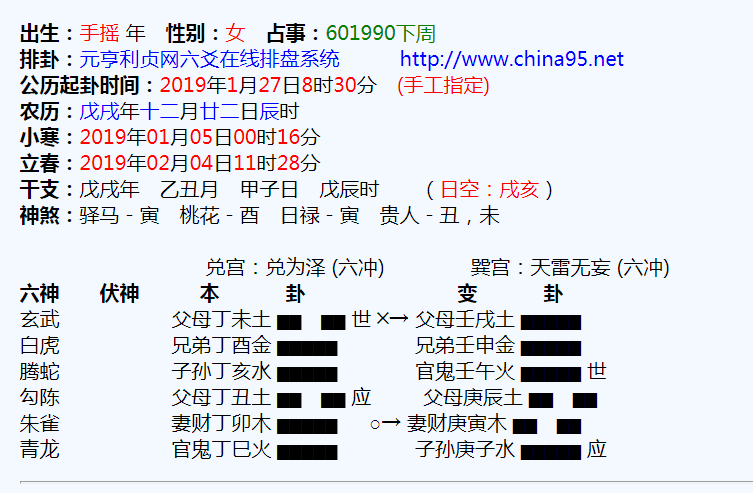 出生：手摇 年 性别：女 占事：601990下周
排卦：元亨利贞网六爻在线排盘系统 http://www.china95.net
公历起卦时间：2019年1月27日8时30分 (手工指定)
农历：戊戌年十二月廿二日辰时
小寒：2019年01月05日00时16分
立春：2019年02月04日11时28分
干支：戊戌年 乙丑月 甲子日 戊辰时 （日空：戌亥）
神煞：驿马－寅 桃花－酉 日禄－寅 贵人－丑，未
兑宫：兑为泽 (六冲) 巽宫：天雷无妄 (六冲)
六神 伏神 本 卦 变 卦
玄武 父母丁未土 世 ×→ 父母壬戌土
白虎 兄弟丁酉金 兄弟壬申金
腾蛇 子孙丁亥水 官鬼壬午火 世
勾陈 父母丁丑土 应 父母庚辰土
朱雀 妻财丁卯木 ○→ 妻财庚寅木
青龙 官鬼丁巳火 子孙庚子水 应